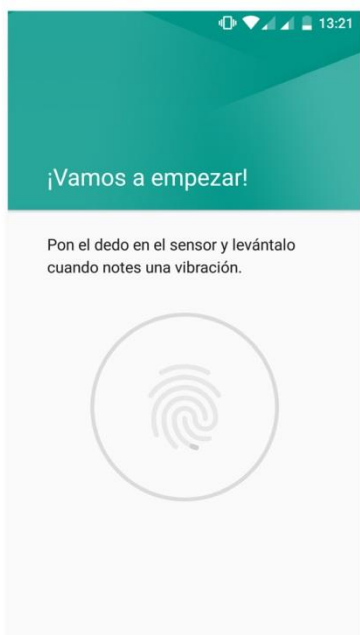 13:21
¡Vamos a empezar!
Pon el dedo en el sensor y levántalo
cuando notes una vibración.